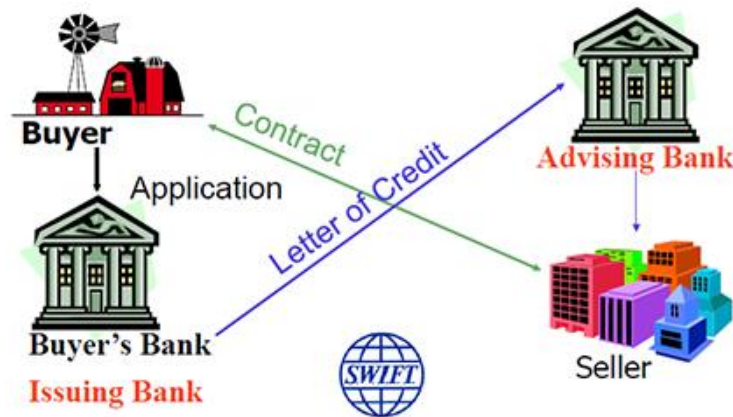 Buyer
Contract
Advising Bank
Application
Letter of Credit
Buyer's Bank
Issuing Bank
SWIFT
Seller